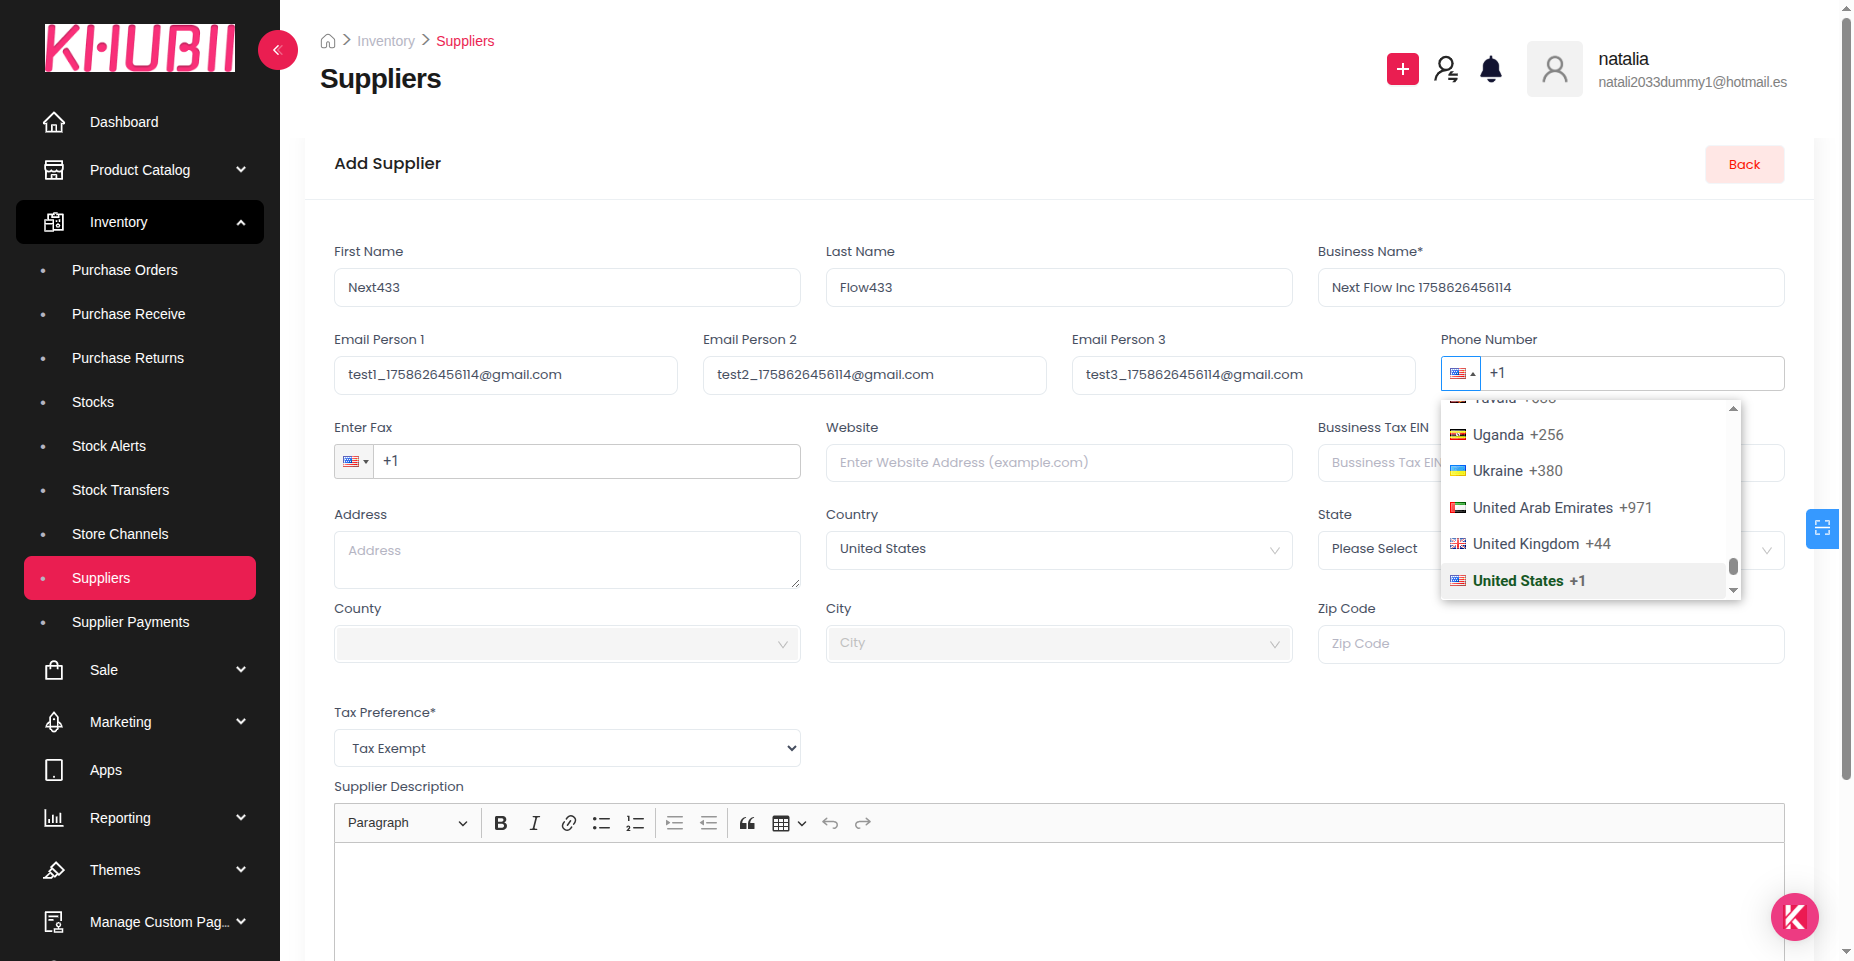 KHUBII
Inventory
Suppliers
Suppliers
natalia
natali2033dummy1@hotmail.es
Dashboard
Product Catalog
Inventory
Purchase Orders
Purchase Receive
Purchase Returns
Stocks
Stock Alerts
Stock Transfers
Store Channels
Suppliers
Supplier Payments
Sale
Marketing
Apps
Reporting
Themes
Manage Custom Pag...
Add Supplier
Back
First Name
Last Name
Business Name*
Next433
Flow433
Next Flow Inc 1758626456114
Email Person 1
Email Person 2
Email Person 3
Phone Number
test1_1758626456114@gmail.com
test2_1758626456114@gmail.com
test3_1758626456114@gmail.com
+1
Uganda +256
Ukraine +380
United Arab Emirates +971
United Kingdom +44
United States +1
Enter Fax
Website
Bussiness Tax EIN
+1
Enter Website Address (example.com)
Bussiness Tax EIN
Address
Country
State
Address
United States
Please Select
County
City
Zip Code
City
Zip Code
Tax Preference*
Tax Exempt
Supplier Description
Paragraph